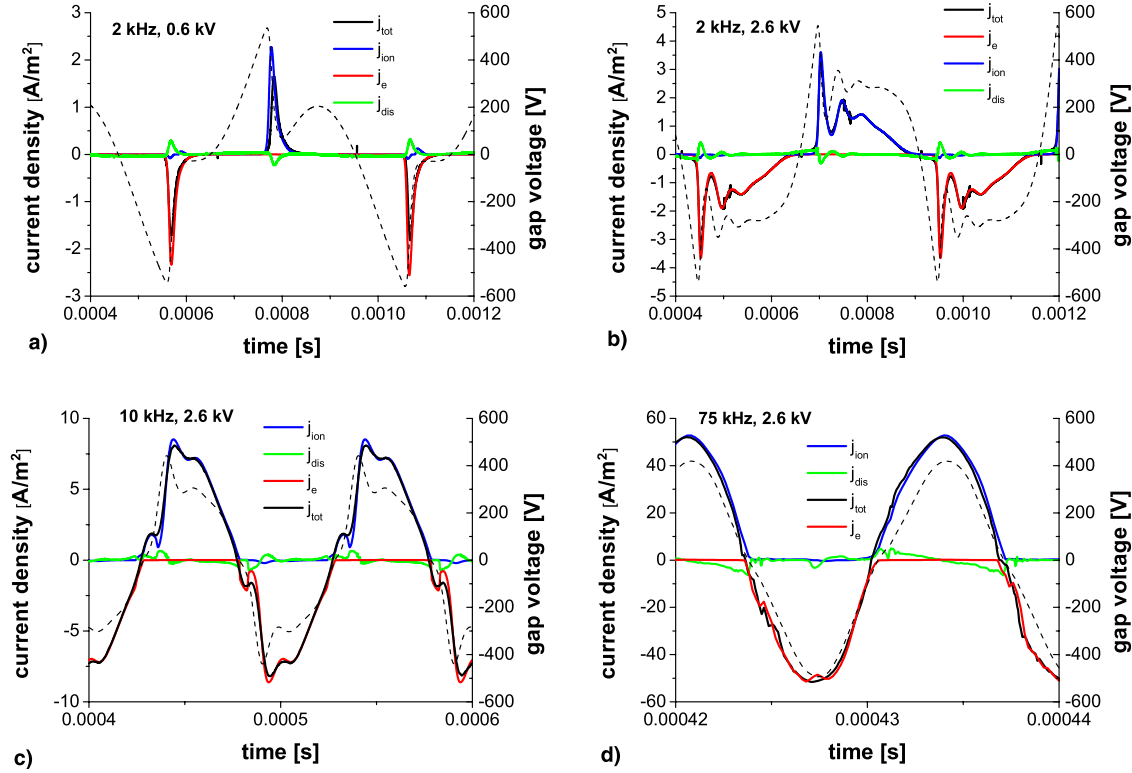 2 kHz, 0.6 kV
j_tot
j_ion
j_e
j_dis
current density [A/m²]
3
2
1
0
-1
-2
-3
600
400
200
0
-200
-400
-600
gap voltage [V]
0.0004 0.0006 0.0008 0.0010 0.0012
time [s]
a)
2 kHz, 2.6 kV
j_tot
j_e
j_ion
j_dis
current density [A/m²]
5
4
3
2
1
0
-1
-2
3
4
5
600
400
200
0
-200
-400
-600
gap voltage [V]
0.0004 0.0006 0.0008 0.0010 0.0012
time [s]
b)
10 kHz, 2.6 kV
j_ion
j_dis
j_e
j_tot
current density [A/m²]
10
5
0
-5
-10
600
400
200
0
-200
-400
-600
gap voltage [V]
0.0004 0.0005 0.0006
time [s]
c)
75 kHz, 2.6 kV
j_ion
j_dis
j_tot
j_e
current density [A/m²]
60
40
20
0
-20
-40
-60
600
400
200
0
-200
-400
-600
gap voltage [V]
0.00042 0.00043 0.00044
time [s]
d)